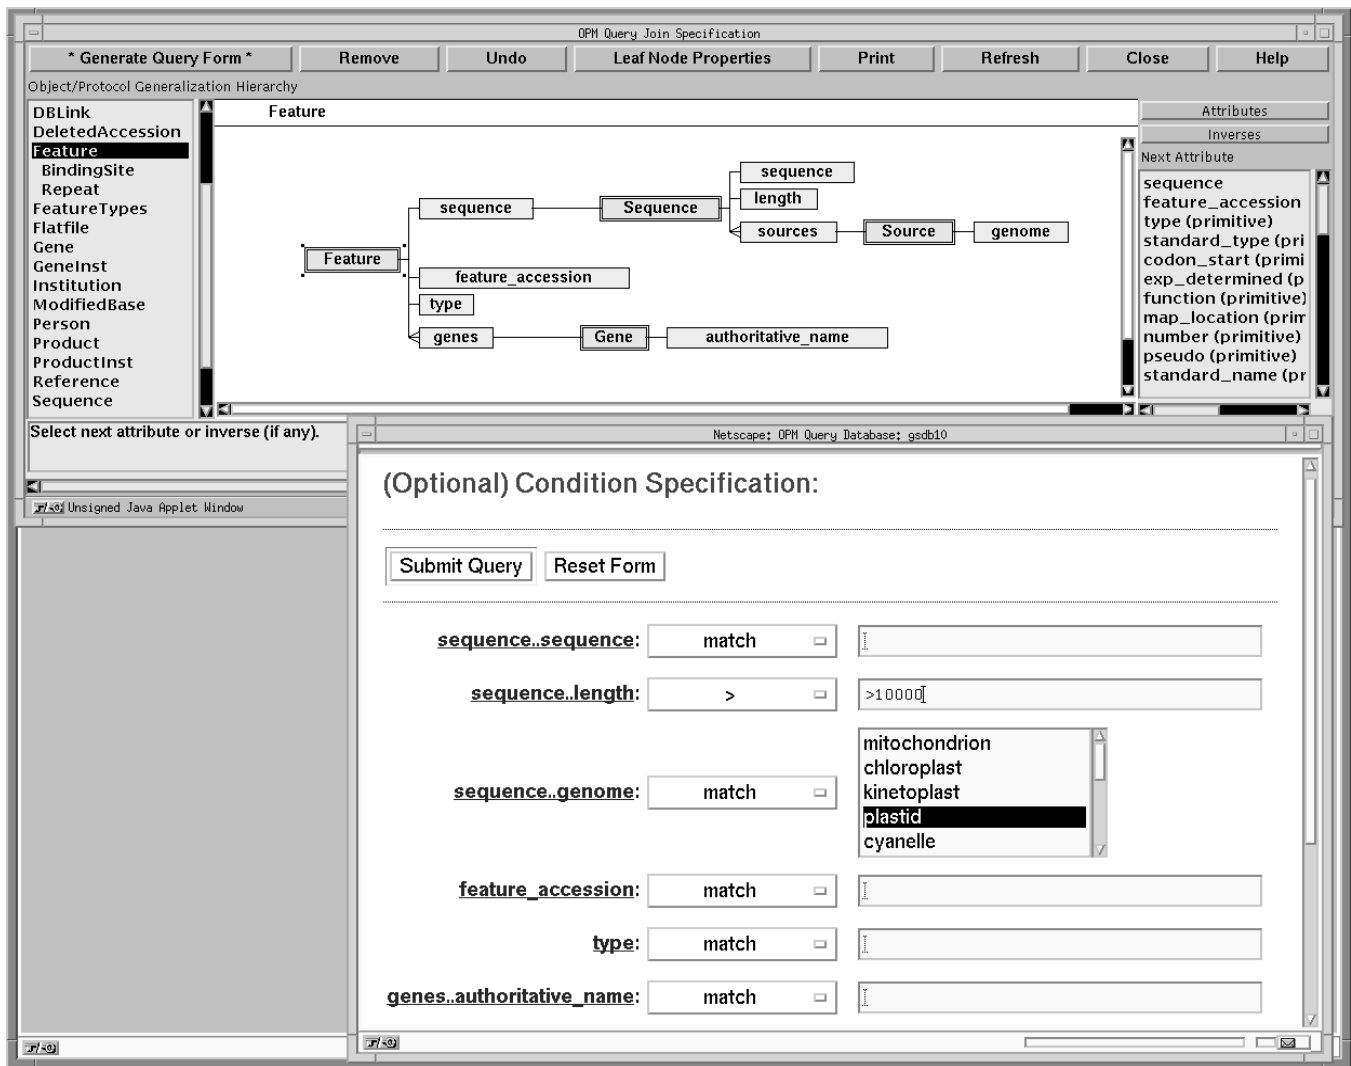 OPM Query Join Specification
* Generate Query Form * Remove Undo Leaf Node Properties Print Refresh Close Help
Object/Protocol Generalization Hierarchy
DBLink
DeletedAccession
Feature
BindingSite
Repeat
FeatureTypes
Flatfile
Gene
GeneInst
Institution
ModifiedBase
Person
Product
ProductInst
Reference
Sequence
Feature
sequence
length
sequence Sequence
sources Source genome
Feature
feature_accession
type
genes Gene authoritative_name
Attributes
Inverses
Next Attribute
sequence
feature_accession
type (primitive)
standard_type (pri
codon_start (primi
exp_determined (p
function (primitive)
map_location (prim
number (primitive)
pseudo (primitive)
standard_name (pr
Select next attribute or inverse (if any).
Unsigned Java Applet Window
Netscape: OPM Query Database: gsdb10
(Optional) Condition Specification:
Submit Query Reset Form
sequence..sequence: match
sequence..length: > >10000
mitochondrion
chloroplast
sequence..genome: match kinetoplast
plastid
cyanelle
feature_accession: match
type: match
genes..authoritative_name: match